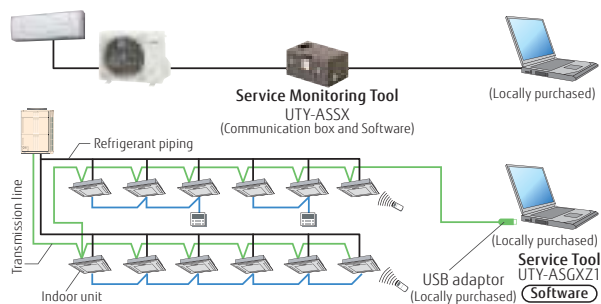 (Locally purchased)
Service Monitoring Tool
UTY-ASSX
(Communication box and Software)
Refrigerant piping
Transmission line
Indoor unit
USB adaptor
(Locally purchased)
(Locally purchased)
Service Tool
UTY-ASGXZ1
Software